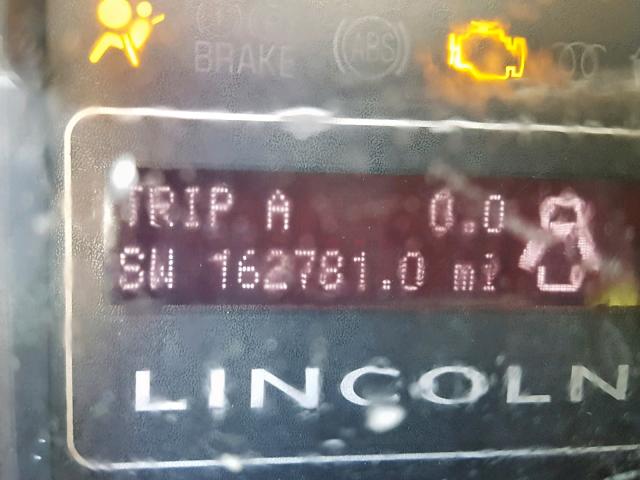 BRAKE
ABS
TRIP A 0.0
SW 162781.0 mi
LINCOLN